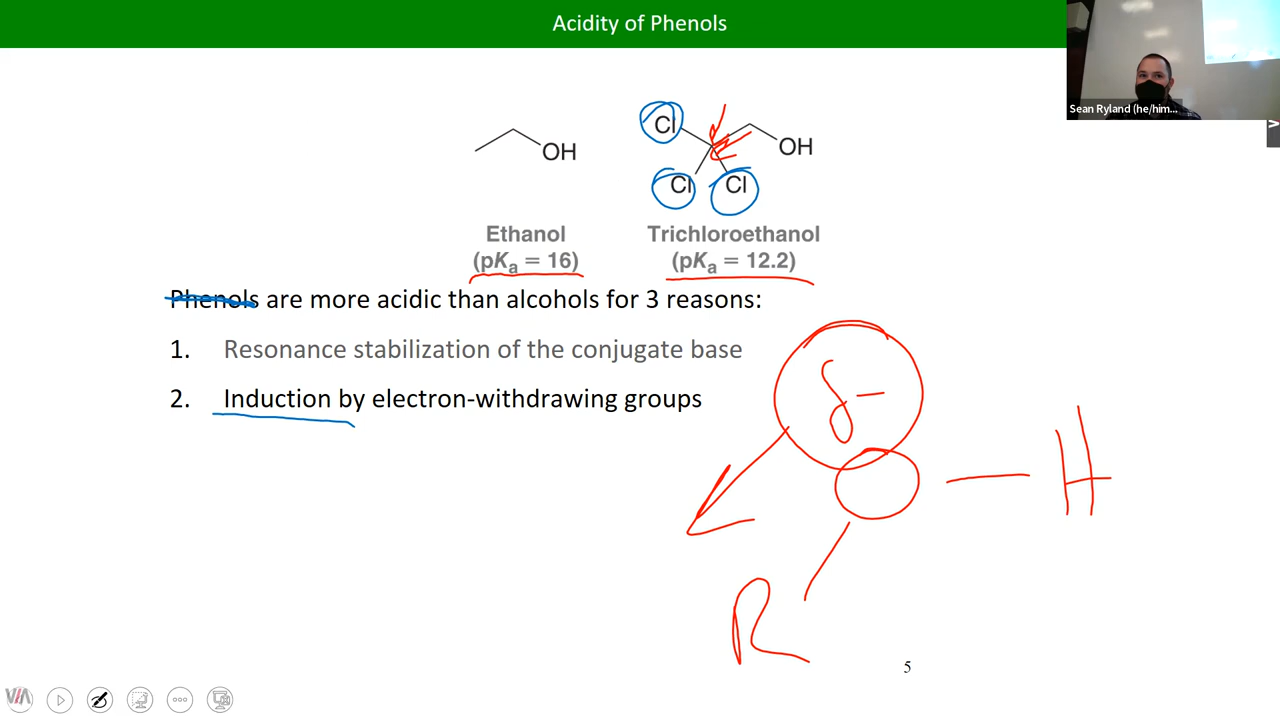 Acidity of Phenols
Sean Ryland (he/him...
Cl
OH
OH
Cl
Cl
Ethanol
(pKa = 16)
Trichloroethanol
(pKa = 12.2)
Phenols are more acidic than alcohols for 3 reasons:
1. Resonance stabilization of the conjugate base
2. Induction by electron-withdrawing groups
δ−
O — H
R
5
VIA